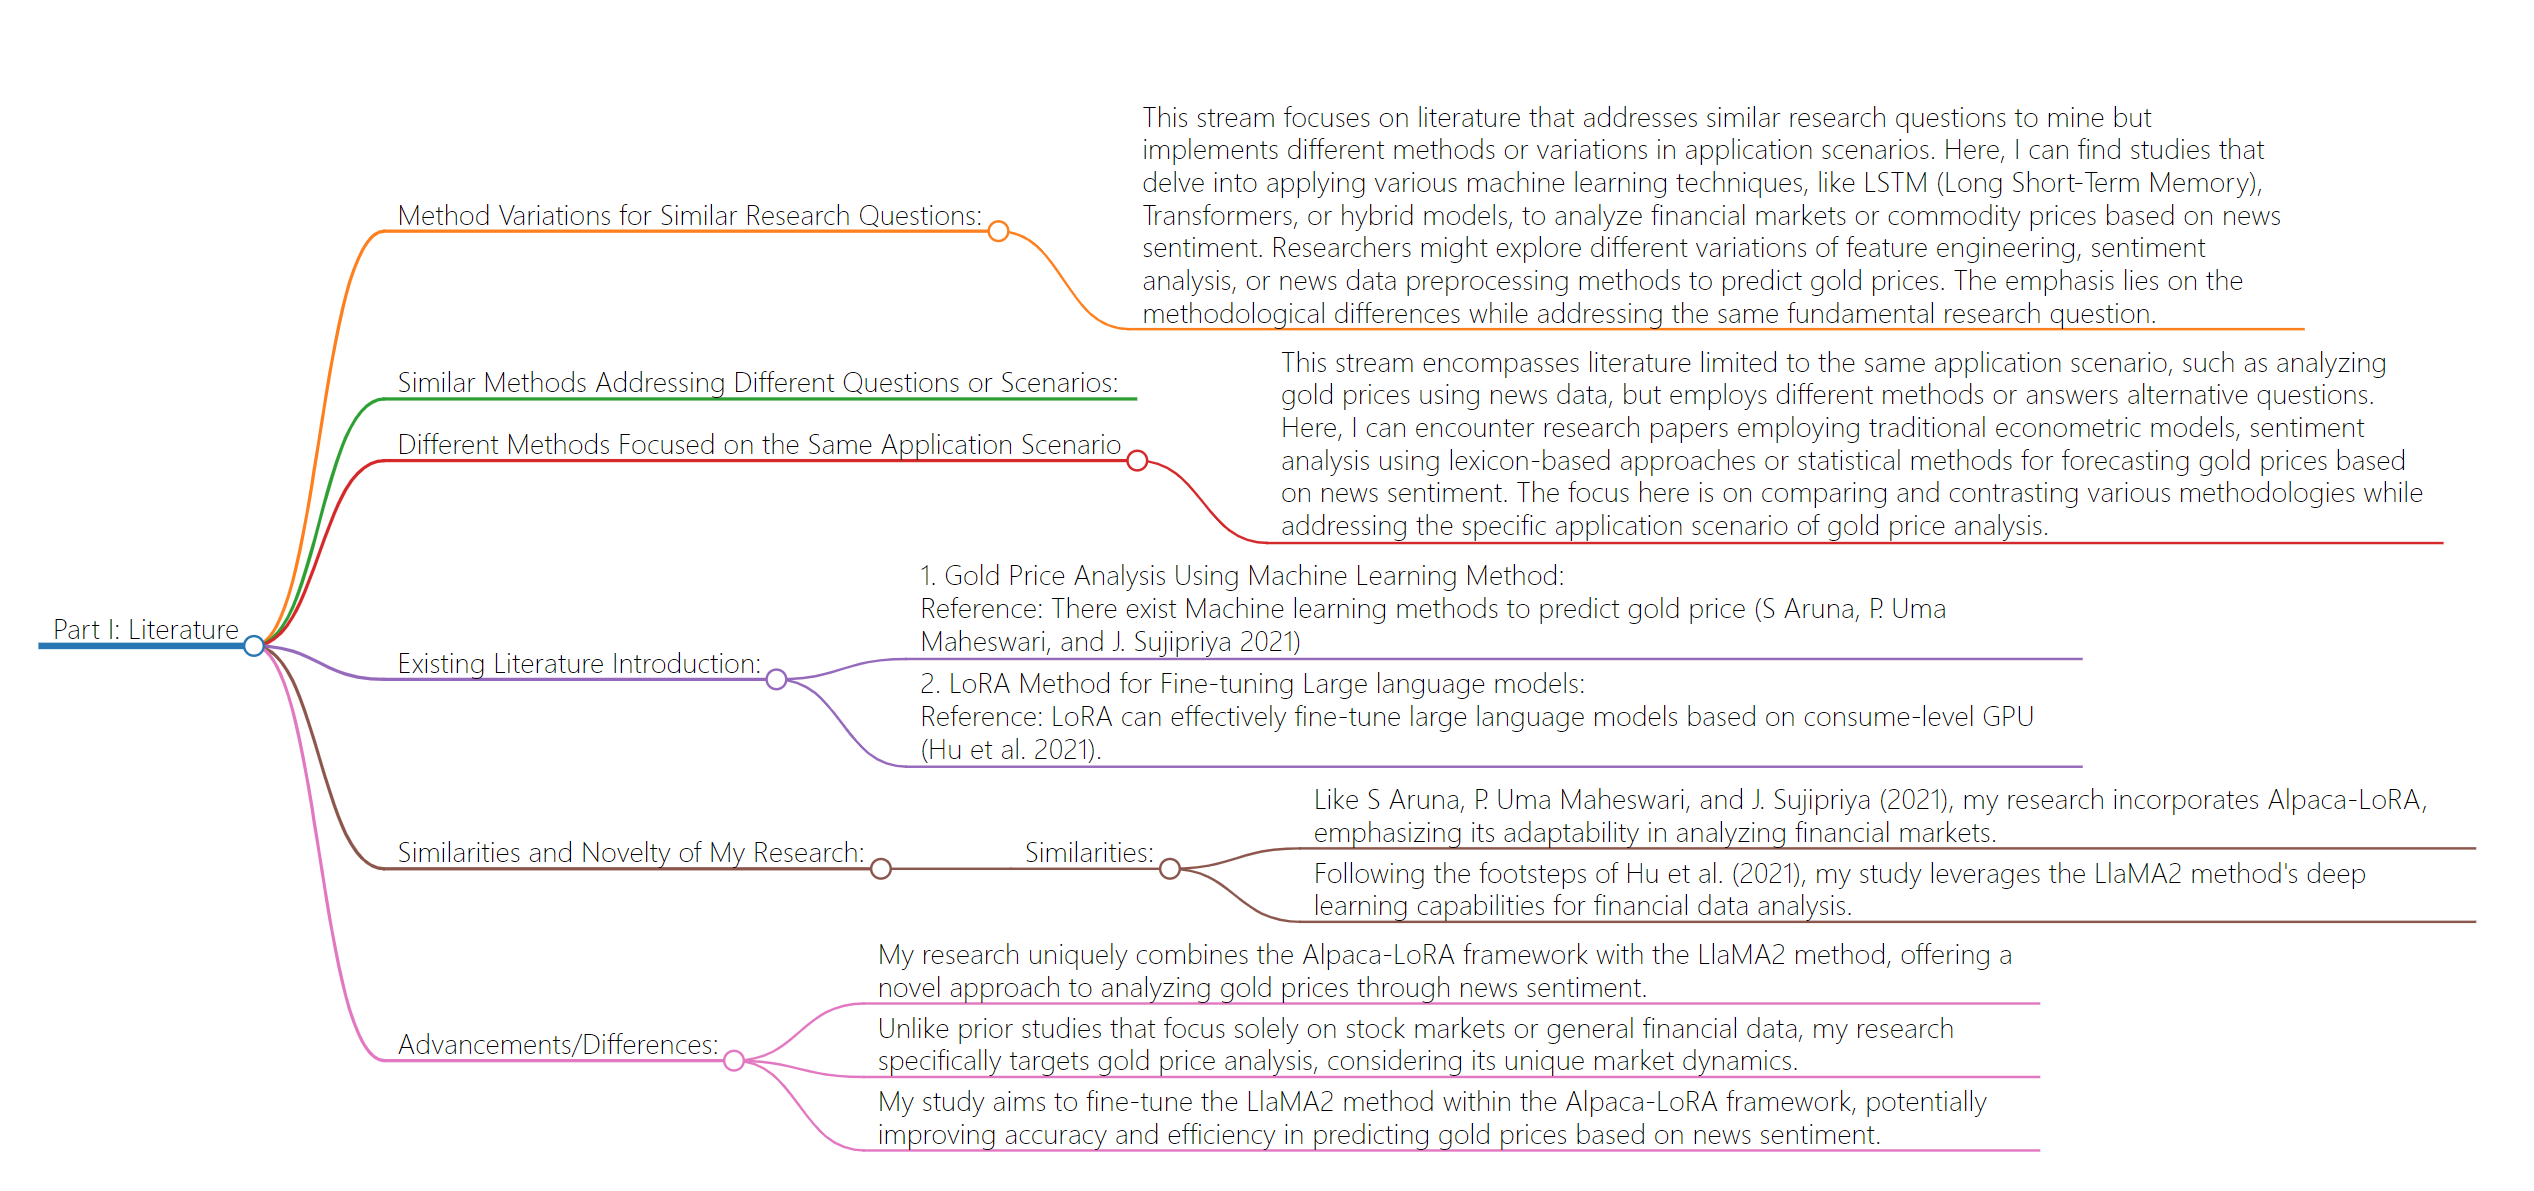 Part I: Literature
Method Variations for Similar Research Questions:
This stream focuses on literature that addresses similar research questions to mine but
implements different methods or variations in application scenarios. Here, I can find studies that
delve into applying various machine learning techniques, like LSTM (Long Short-Term Memory),
Transformers, or hybrid models, to analyze financial markets or commodity prices based on news
sentiment. Researchers might explore different variations of feature engineering, sentiment
analysis, or news data preprocessing methods to predict gold prices. The emphasis lies on the
methodological differences while addressing the same fundamental research question.
Similar Methods Addressing Different Questions or Scenarios:
Different Methods Focused on the Same Application Scenario
This stream encompasses literature limited to the same application scenario, such as analyzing
gold prices using news data, but employs different methods or answers alternative questions.
Here, I can encounter research papers employing traditional econometric models, sentiment
analysis using lexicon-based approaches or statistical methods for forecasting gold prices based
on news sentiment. The focus here is on comparing and contrasting various methodologies while
addressing the specific application scenario of gold price analysis.
Existing Literature Introduction:
1. Gold Price Analysis Using Machine Learning Method:
Reference: There exist Machine learning methods to predict gold price (S Aruna, P. Uma
Maheswari, and J. Sujipriya 2021)
2. LoRA Method for Fine-tuning Large language models:
Reference: LoRA can effectively fine-tune large language models based on consume-level GPU
(Hu et al. 2021).
Similarities and Novelty of My Research:
Similarities:
Like S Aruna, P. Uma Maheswari, and J. Sujipriya (2021), my research incorporates Alpaca-LoRA,
emphasizing its adaptability in analyzing financial markets.
Following the footsteps of Hu et al. (2021), my study leverages the LlaMA2 method's deep
learning capabilities for financial data analysis.
Advancements/Differences:
My research uniquely combines the Alpaca-LoRA framework with the LlaMA2 method, offering a
novel approach to analyzing gold prices through news sentiment.
Unlike prior studies that focus solely on stock markets or general financial data, my research
specifically targets gold price analysis, considering its unique market dynamics.
My study aims to fine-tune the LlaMA2 method within the Alpaca-LoRA framework, potentially
improving accuracy and efficiency in predicting gold prices based on news sentiment.